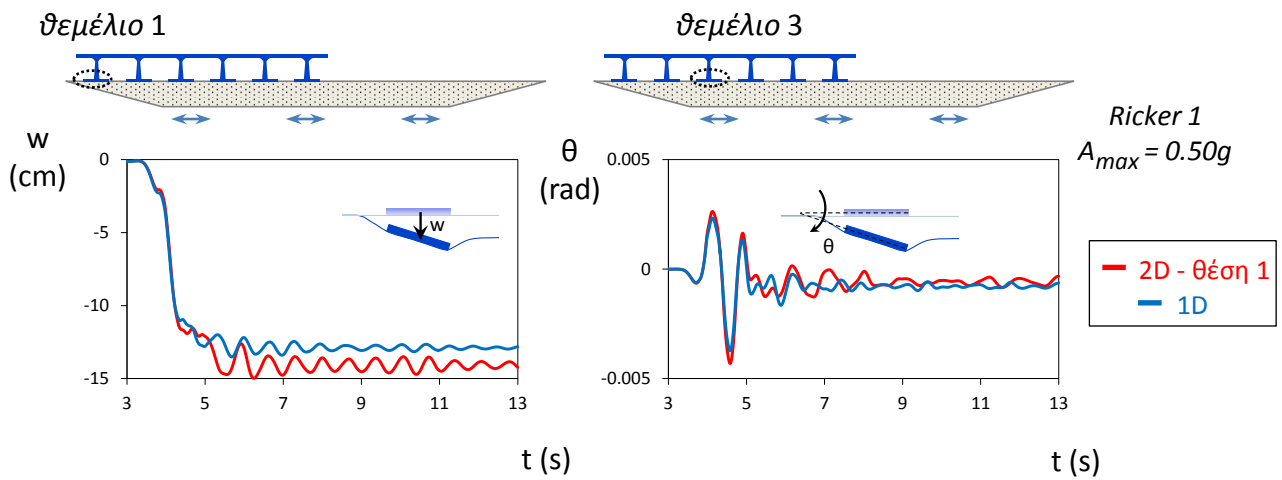 θεμέλιο 1
θεμέλιο 3
Ricker 1
Amax = 0.50g
w
(cm)
0
-5
-10
-15
3 5 7 9 11 13
t (s)
w
θ
(rad)
0.005
0
-0.005
3 5 7 9 11 13
t (s)
θ
2D - θέση 1
1D